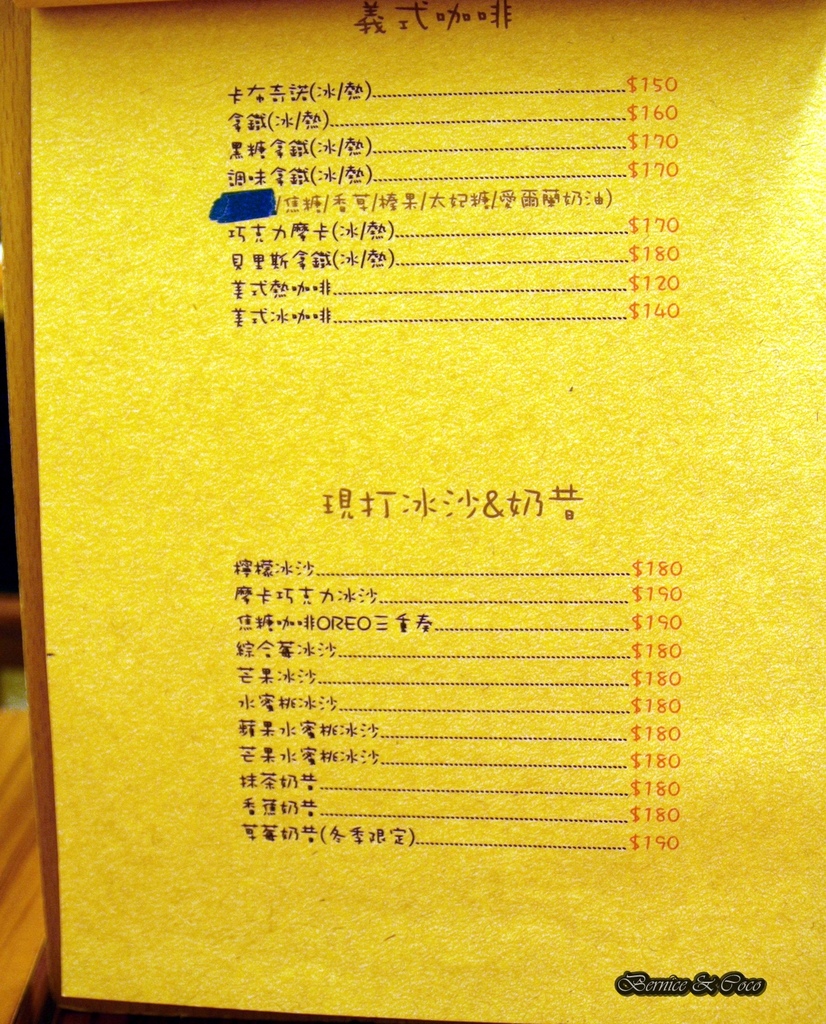 義式咖啡
卡布奇諾(冰/熱)$150
拿鐵(冰/熱)$160
黑糖拿鐵(冰/熱)$170
調味拿鐵(冰/熱)$170
/焦糖/香草/榛果/太妃糖/愛爾蘭奶油)
巧克力摩卡(冰/熱)$170
貝里斯拿鐵(冰/熱)$180
美式熱咖啡$120
美式冰咖啡$140
現打冰沙&奶昔
檸檬冰沙$180
摩卡巧克力冰沙$190
焦糖咖啡OREO三重奏$190
綜合莓冰沙$180
芒果冰沙$180
水蜜桃冰沙$180
蘋果水蜜桃冰沙$180
芒果水蜜桃冰沙$180
抹茶奶昔$180
香蕉奶昔$180
草莓奶昔(冬季限定)$190
Bernice & Coco